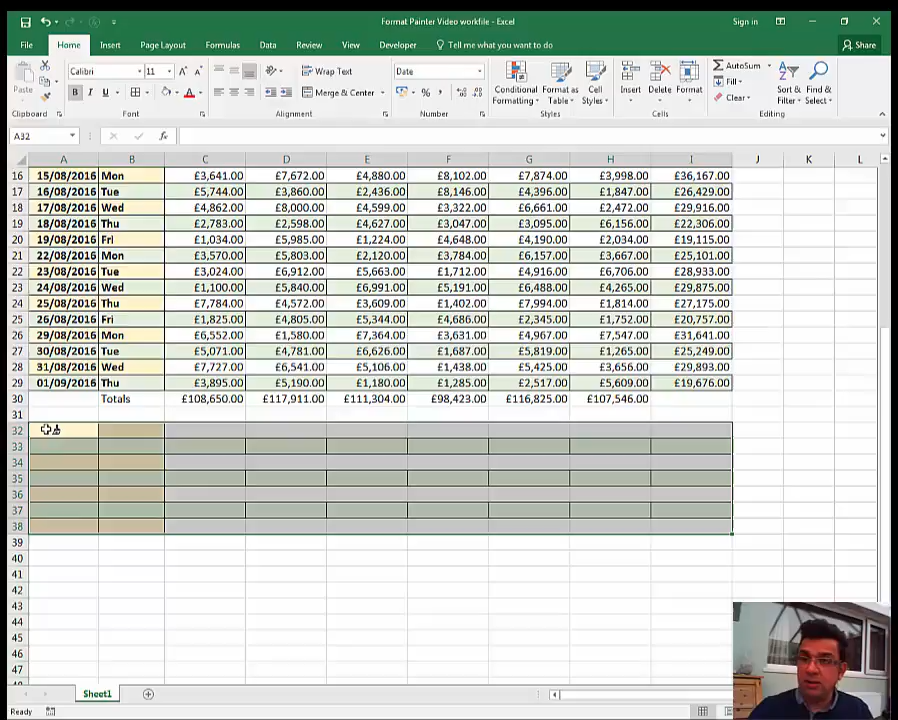 Format Painter Video workfile - Excel
Sign in
File Home Insert Page Layout Formulas Data Review View Developer Tell me what you want to do Share
Paste Calibri 11 A A Wrap Text Date AutoSum
B I U A Merge & Center % , Conditional Formatting Format as Table Cell Styles Insert Delete Format Fill Clear Sort & Filter Find & Select
Clipboard Font Alignment Number Styles Cells Editing
A32 fx
A B C D E F G H I J K L
16 15/08/2016 Mon £3,641.00 £7,672.00 £4,880.00 £8,102.00 £7,874.00 £3,998.00 £36,167.00
17 16/08/2016 Tue £5,744.00 £3,860.00 £2,436.00 £8,146.00 £4,396.00 £1,847.00 £26,429.00
18 17/08/2016 Wed £4,862.00 £8,000.00 £4,599.00 £3,322.00 £6,661.00 £2,472.00 £29,916.00
19 18/08/2016 Thu £2,783.00 £2,598.00 £4,627.00 £3,047.00 £3,095.00 £6,156.00 £22,306.00
20 19/08/2016 Fri £1,034.00 £5,985.00 £1,224.00 £4,648.00 £4,190.00 £2,034.00 £19,115.00
21 22/08/2016 Mon £3,570.00 £5,803.00 £2,120.00 £3,784.00 £6,157.00 £3,667.00 £25,101.00
22 23/08/2016 Tue £3,024.00 £6,912.00 £5,663.00 £1,712.00 £4,916.00 £6,706.00 £28,933.00
23 24/08/2016 Wed £1,100.00 £5,840.00 £6,991.00 £5,191.00 £6,488.00 £4,265.00 £29,875.00
24 25/08/2016 Thu £7,784.00 £4,572.00 £3,609.00 £1,402.00 £7,994.00 £1,814.00 £27,175.00
25 26/08/2016 Fri £1,825.00 £4,805.00 £5,344.00 £4,686.00 £2,345.00 £1,752.00 £20,757.00
26 29/08/2016 Mon £6,552.00 £1,580.00 £7,364.00 £3,631.00 £4,967.00 £7,547.00 £31,641.00
27 30/08/2016 Tue £5,071.00 £4,781.00 £6,626.00 £1,687.00 £5,819.00 £1,265.00 £25,249.00
28 31/08/2016 Wed £7,727.00 £6,541.00 £5,106.00 £1,438.00 £5,425.00 £3,656.00 £29,893.00
29 01/09/2016 Thu £3,895.00 £5,190.00 £1,180.00 £1,285.00 £2,517.00 £5,609.00 £19,676.00
30 Totals £108,650.00 £117,911.00 £111,304.00 £98,423.00 £116,825.00 £107,546.00
31
32
33
34
35
36
37
38
39
40
41
42
43
44
45
46
47
Sheet1
Ready